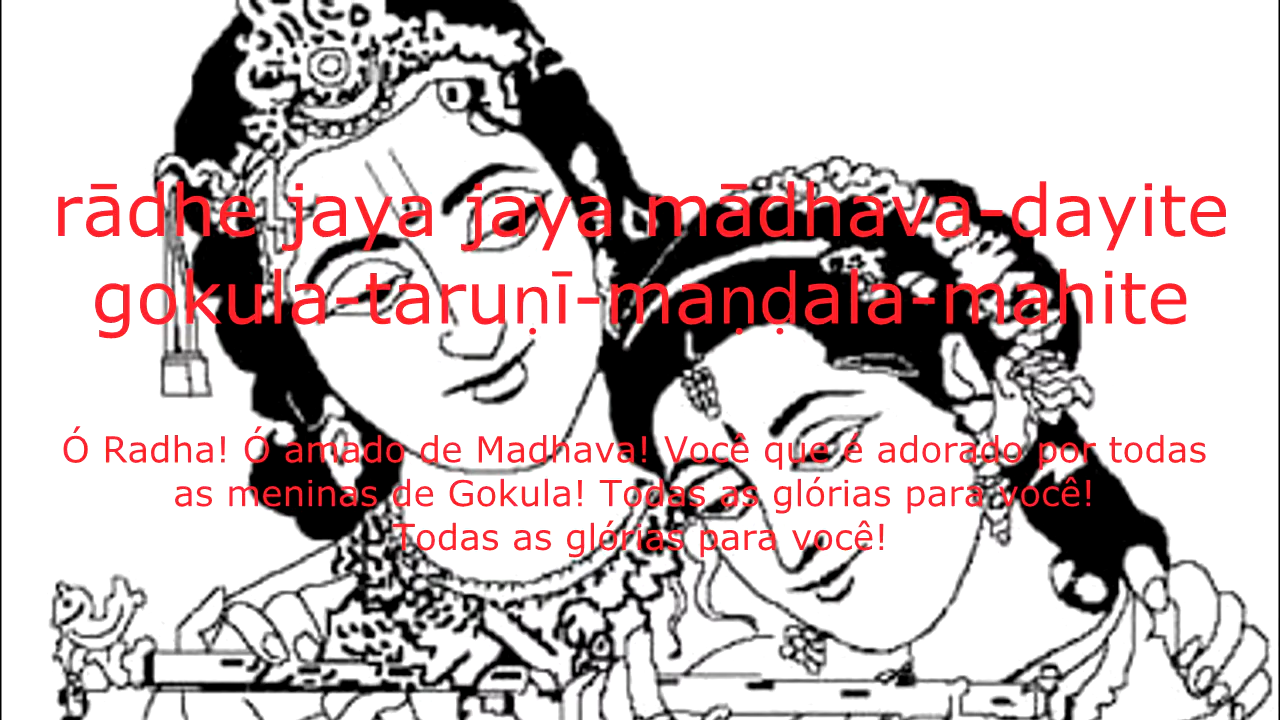 rādhe jaya jaya mādhava-dayite
gokula-taruṇī-maṇḍala-mahite
Ó Radha! Ó amado de Madhava! Você que é adorado por todas
as meninas de Gokula! Todas as glórias para você!
Todas as glórias para você!